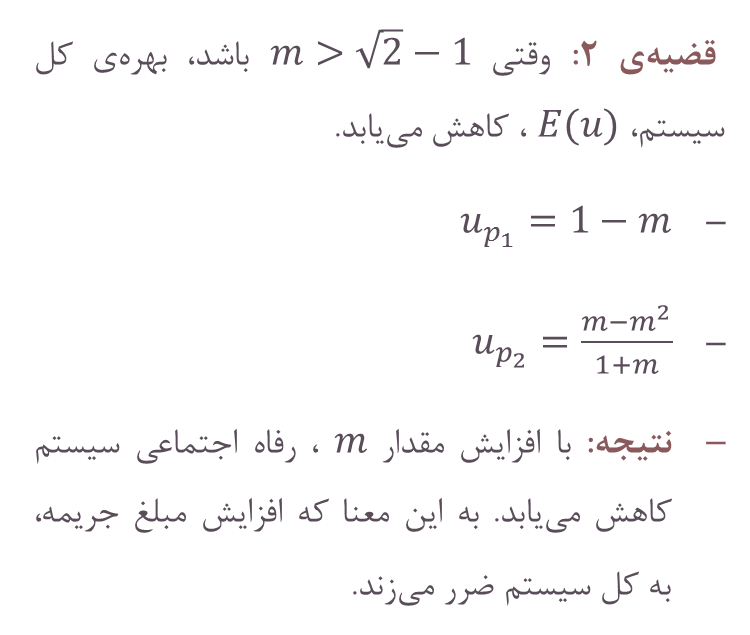 قضیه‌ی ۲: وقتی m > √2 − 1 باشد، بهره‌ی کل
سیستم، E(u) ، کاهش می‌یابد.
– u_{p_1} = 1 − m
– u_{p_2} = \frac{m−m^2}{1+m}
– نتیجه: با افزایش مقدار m ، رفاه اجتماعی سیستم
کاهش می‌یابد. به این معنا که افزایش مبلغ جریمه،
به کل سیستم ضرر می‌زند.